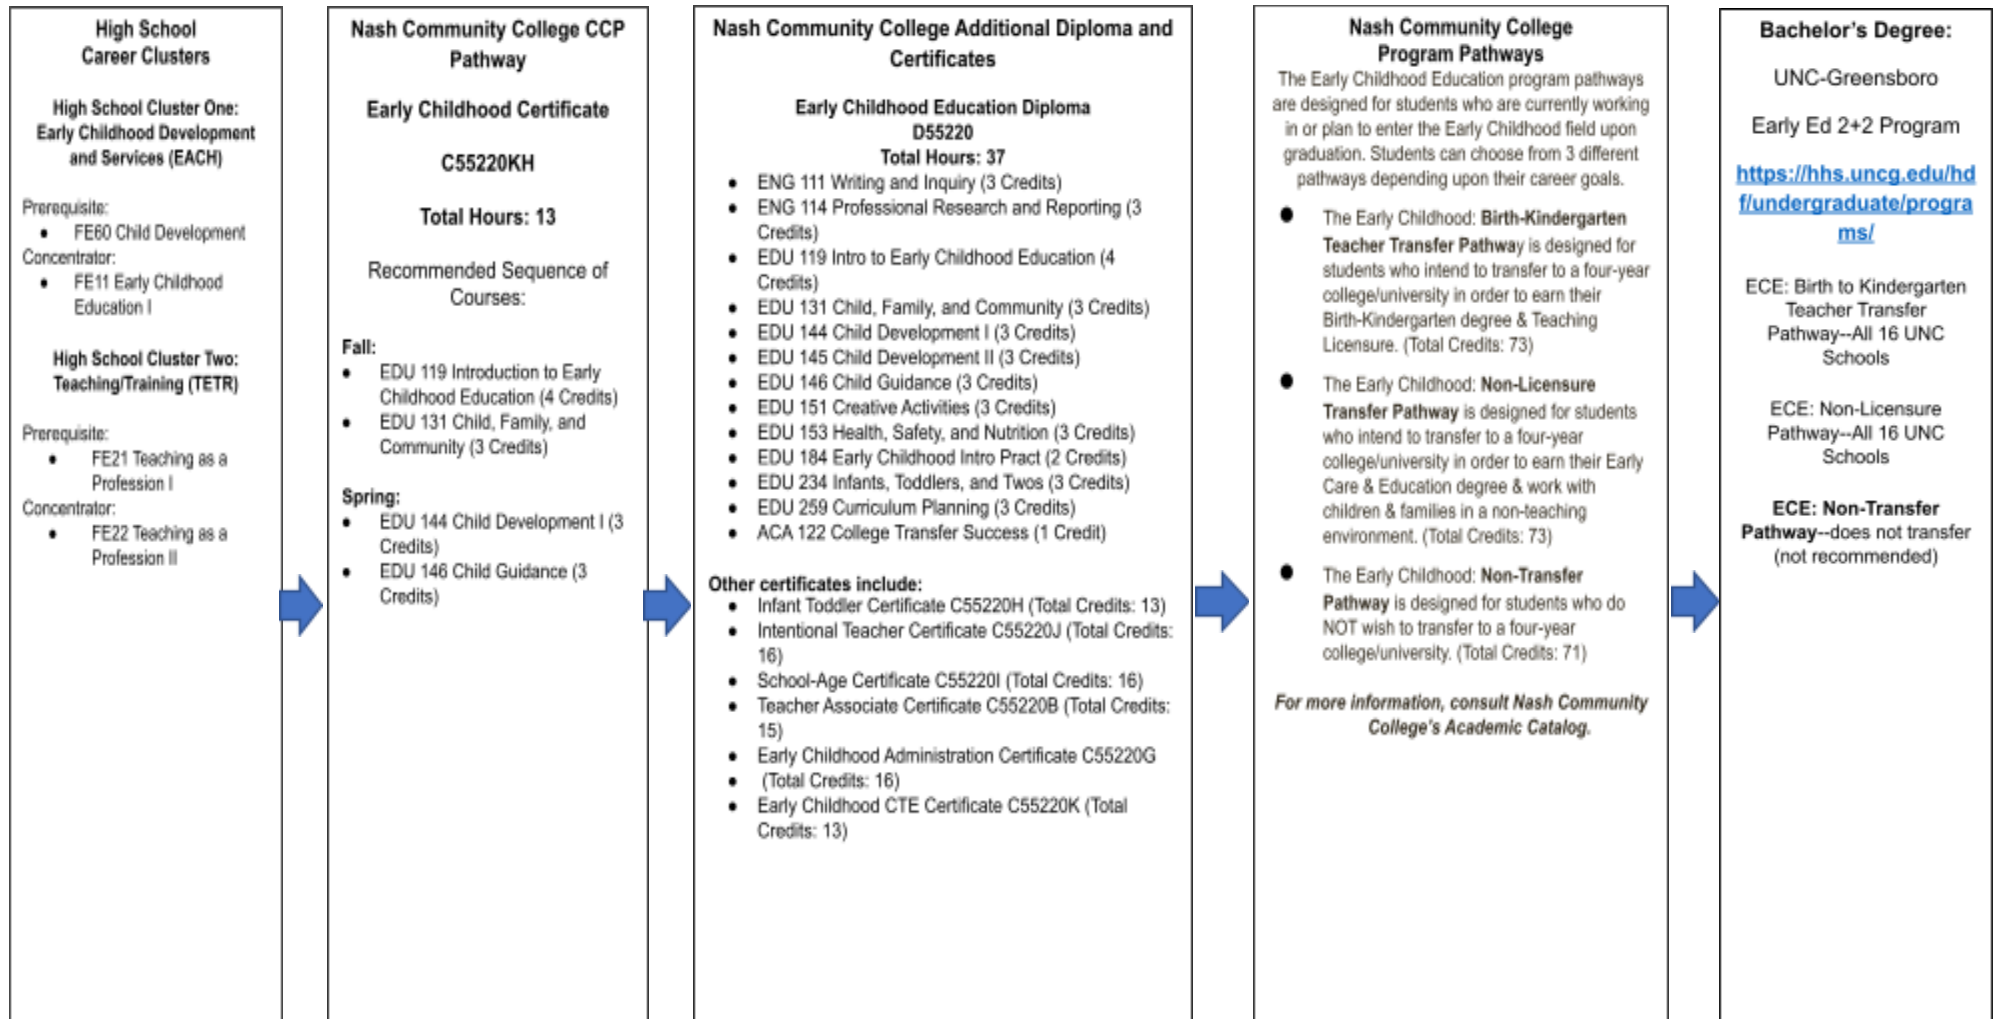 High School
Career Clusters
High School Cluster One:
Early Childhood Development
and Services (EACH)
Prerequisite:
● FE60 Child Development
Concentrator:
● FE11 Early Childhood
Education I
High School Cluster Two:
Teaching/Training (TETR)
Prerequisite:
● FE21 Teaching as a
Profession I
Concentrator:
● FE22 Teaching as a
Profession II
Nash Community College CCP
Pathway
Early Childhood Certificate
C55220KH
Total Hours: 13
Recommended Sequence of
Courses:
Fall:
● EDU 119 Introduction to Early
Childhood Education (4 Credits)
● EDU 131 Child, Family, and
Community (3 Credits)
Spring:
● EDU 144 Child Development I (3
Credits)
● EDU 146 Child Guidance (3
Credits)
Nash Community College Additional Diploma and
Certificates
Early Childhood Education Diploma
D55220
Total Hours: 37
● ENG 111 Writing and Inquiry (3 Credits)
● ENG 114 Professional Research and Reporting (3
Credits)
● EDU 119 Intro to Early Childhood Education (4
Credits)
● EDU 131 Child, Family, and Community (3 Credits)
● EDU 144 Child Development I (3 Credits)
● EDU 145 Child Development II (3 Credits)
● EDU 146 Child Guidance (3 Credits)
● EDU 151 Creative Activities (3 Credits)
● EDU 153 Health, Safety, and Nutrition (3 Credits)
● EDU 184 Early Childhood Intro Pract (2 Credits)
● EDU 234 Infants, Toddlers, and Twos (3 Credits)
● EDU 259 Curriculum Planning (3 Credits)
● ACA 122 College Transfer Success (1 Credit)
Other certificates include:
● Infant Toddler Certificate C55220H (Total Credits: 13)
● Intentional Teacher Certificate C55220J (Total Credits:
16)
● School-Age Certificate C55220I (Total Credits: 16)
● Teacher Associate Certificate C55220B (Total Credits:
15)
● Early Childhood Administration Certificate C55220G
● (Total Credits: 16)
● Early Childhood CTE Certificate C55220K (Total
Credits: 13)
Nash Community College
Program Pathways
The Early Childhood Education program pathways
are designed for students who are currently working
in or plan to enter the Early Childhood field upon
graduation. Students can choose from 3 different
pathways depending upon their career goals.
● The Early Childhood: Birth-Kindergarten
Teacher Transfer Pathway is designed for
students who intend to transfer to a four-year
college/university in order to earn their
Birth-Kindergarten degree & Teaching
Licensure. (Total Credits: 73)
● The Early Childhood: Non-Licensure
Transfer Pathway is designed for students
who intend to transfer to a four-year
college/university in order to earn their Early
Care & Education degree & work with
children & families in a non-teaching
environment. (Total Credits: 73)
● The Early Childhood: Non-Transfer
Pathway is designed for students who do
NOT wish to transfer to a four-year
college/university. (Total Credits: 71)
For more information, consult Nash Community
College's Academic Catalog.
Bachelor's Degree:
UNC-Greensboro
Early Ed 2+2 Program
https://hhs.uncg.edu/hd
f/undergraduate/progra
ms/
ECE: Birth to Kindergarten
Teacher Transfer
Pathway--All 16 UNC
Schools
ECE: Non-Licensure
Pathway--All 16 UNC
Schools
ECE: Non-Transfer
Pathway--does not transfer
(not recommended)